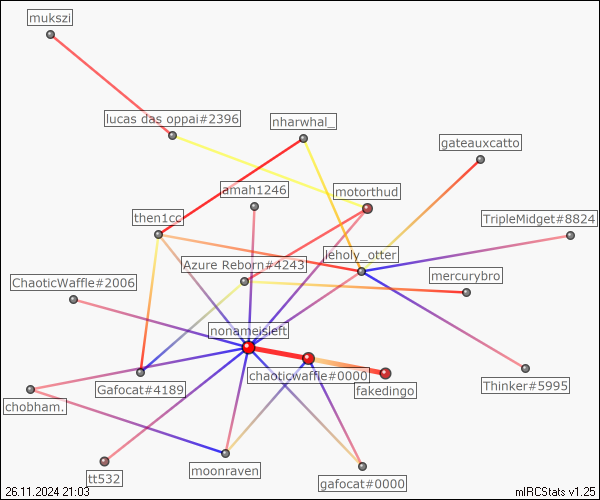 mukszi
lucas das oppai#2396
nharwhal_
gateauxcatto
amah1246
motorthud
then1cc
TripleMidget#8824
leholy_otter
Azure Reborn#4243
ChaoticWaffle#2006
mercurybro
nonameisleft
chaoticwaffle#0000
Gafocat#4189
fakedingo
Thinker#5995
chobham.
moonraven
tt532
gafocat#0000
26.11.2024 21:03
mIRCStats v1.25